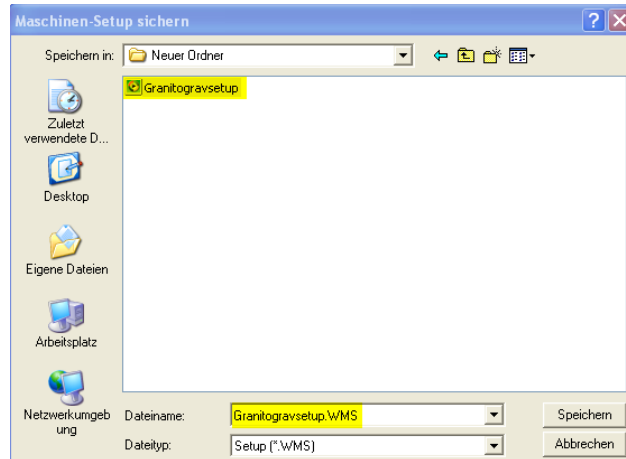 Maschinen-Setup sichern
Speichern in: Neuer Ordner
Granitogravsetup
Zuletzt
verwendete D...
Desktop
Eigene Dateien
Arbeitsplatz
Netzwerkumgeb
ung
Dateiname: Granitogravsetup.WMS Speichern
Dateityp: Setup (*.WMS) Abbrechen